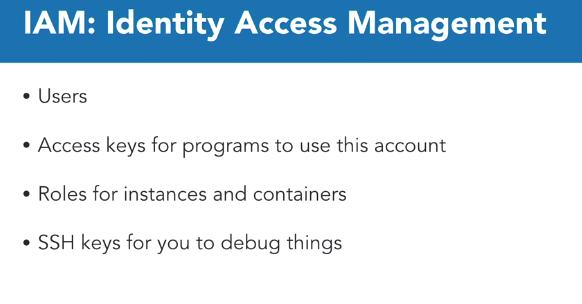 IAM: Identity Access Management
• Users
• Access keys for programs to use this account
• Roles for instances and containers
• SSH keys for you to debug things